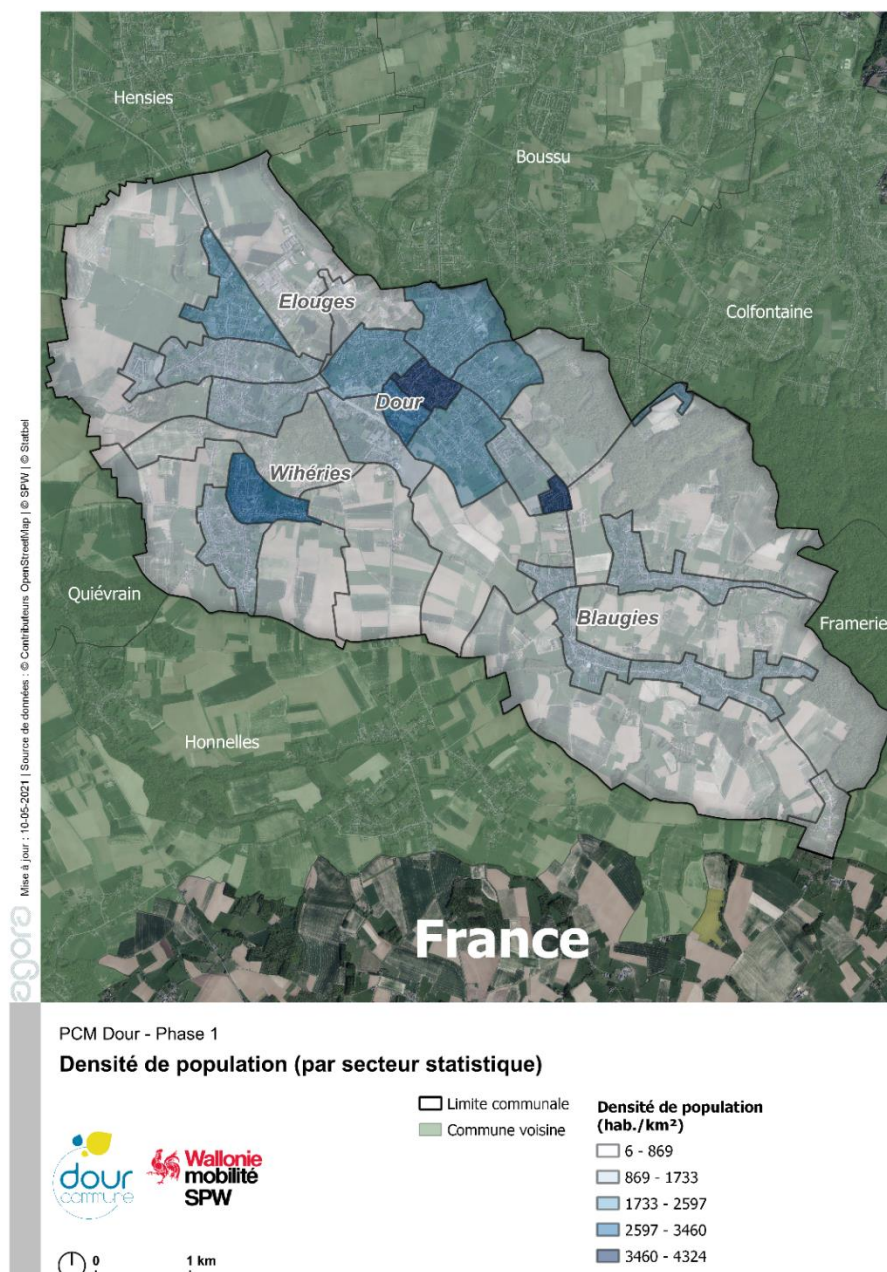 Hensies
Boussu
Colfontaine
Elouges
Dour
Wihéries
Quiévrain
Blaugies
Framerie
Honnelles
France
agora
Mise à jour : 10-05-2021 | Source de données : © Contributeurs OpenStreetMap | © SPW | © Statbel
PCM Dour - Phase 1
Densité de population (par secteur statistique)
Limite communale
Commune voisine
Densité de population
(hab./km²)
6 - 869
869 - 1733
1733 - 2597
2597 - 3460
3460 - 4324
dour
commune
Wallonie
mobilité
SPW
0
1 km